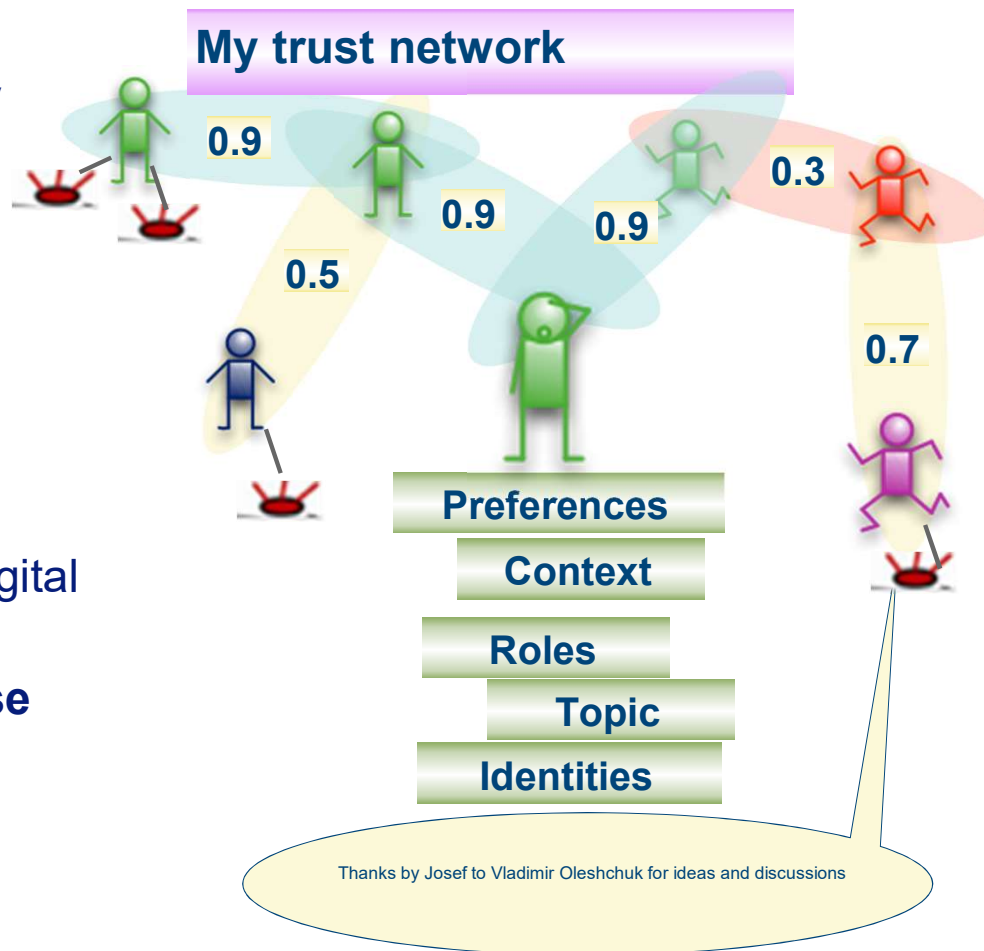 My trust network
0.9
0.3
0.9
0.9
0.5
0.7
Preferences
Context
gital
Roles
se
Topic
Identities
Thanks by Josef to Vladimir Oleshchuk for ideas and discussions